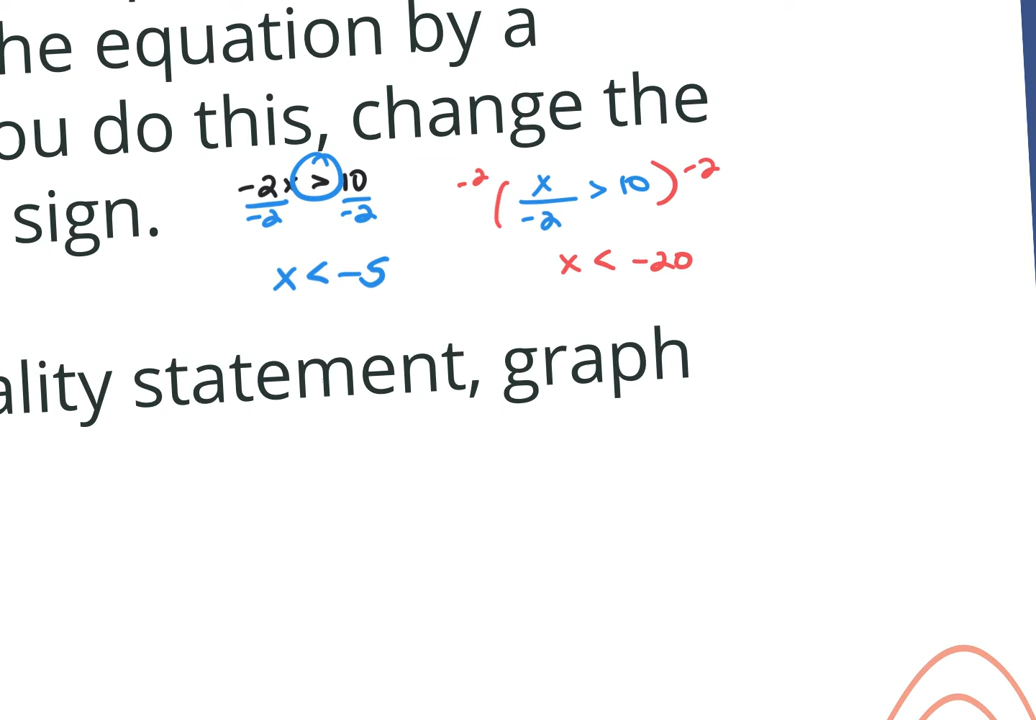 he equation by a
ou do this, change the
sign.
-2x > 10
-2 -2
x < -5
-2 ( x/-2 > 10 ) -2
x < -20
ality statement, graph